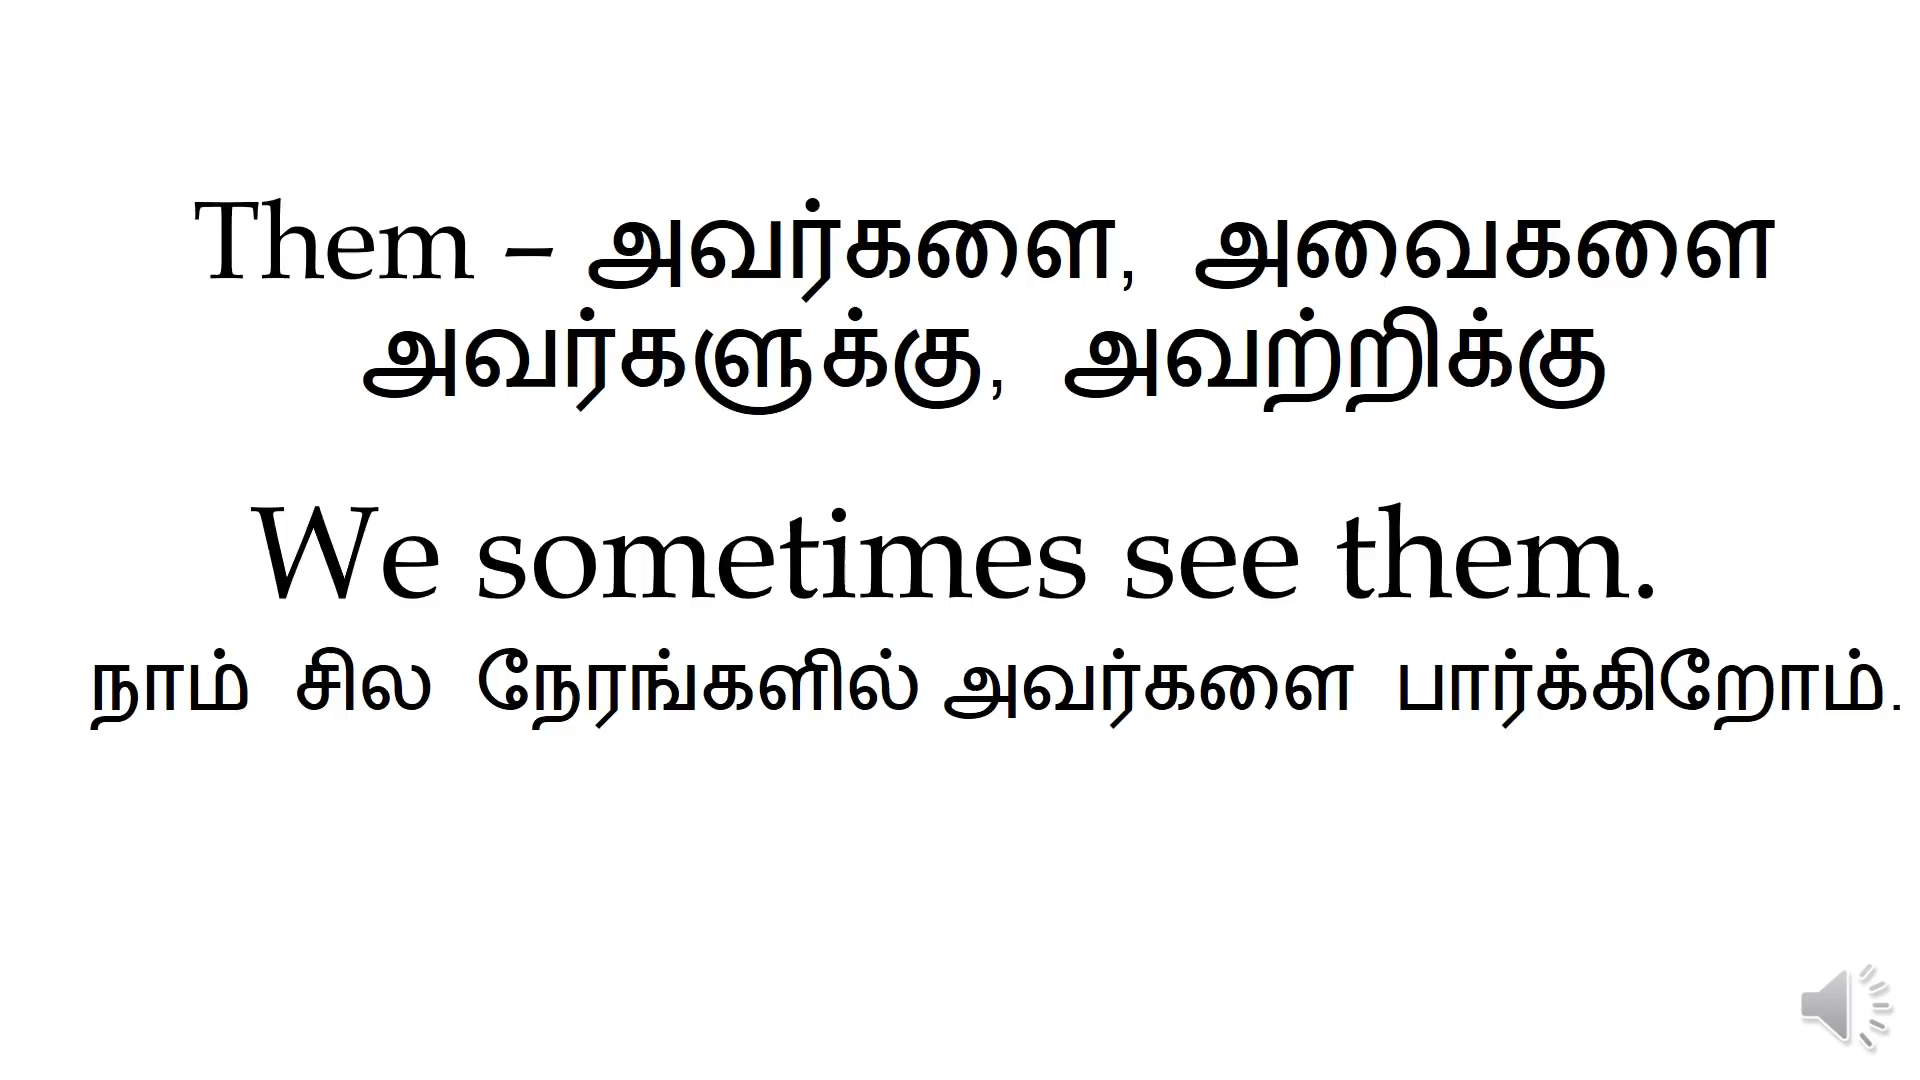 Them – அவர்களை, அவைகளை
அவர்களுக்கு, அவற்றிக்கு
We sometimes see them.
நாம் சில நேரங்களில் அவர்களை பார்க்கிறோம்.